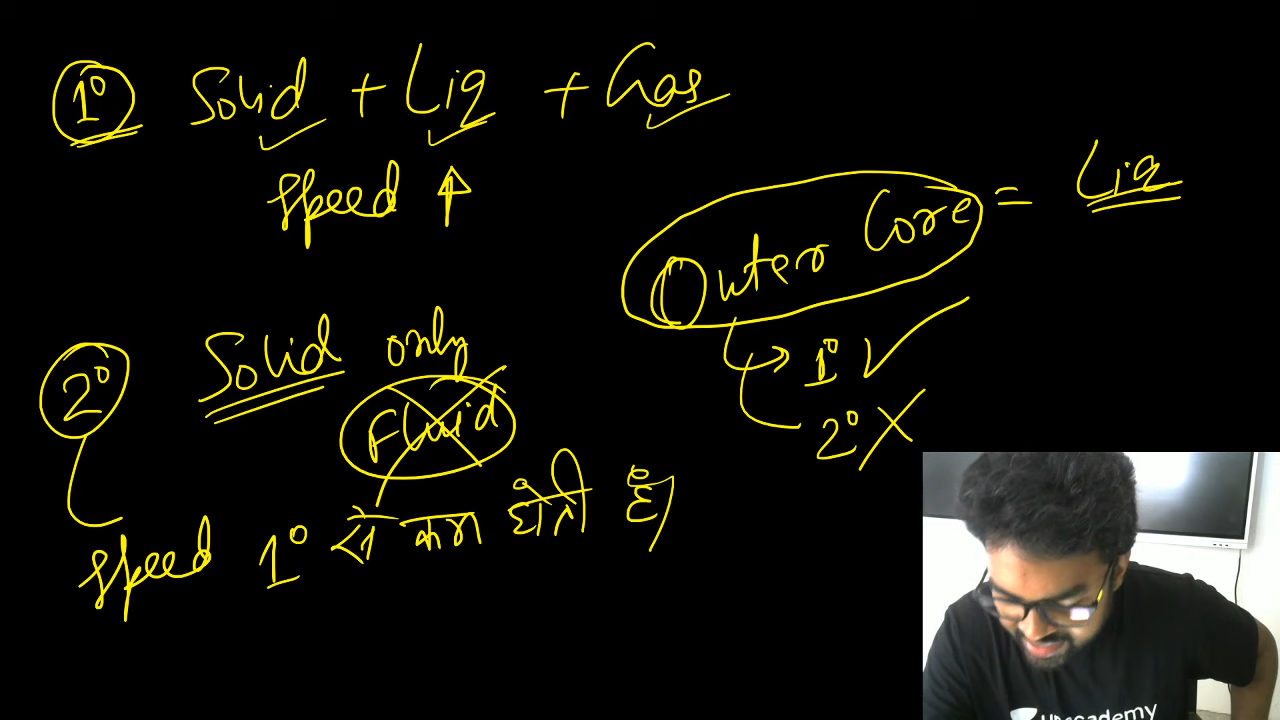 1° Solid + Liq + Gas
speed ↑
Outer Core = Liq
1° ✓
2° X
2° Solid only
Fluid
speed 1° से कम होती है।